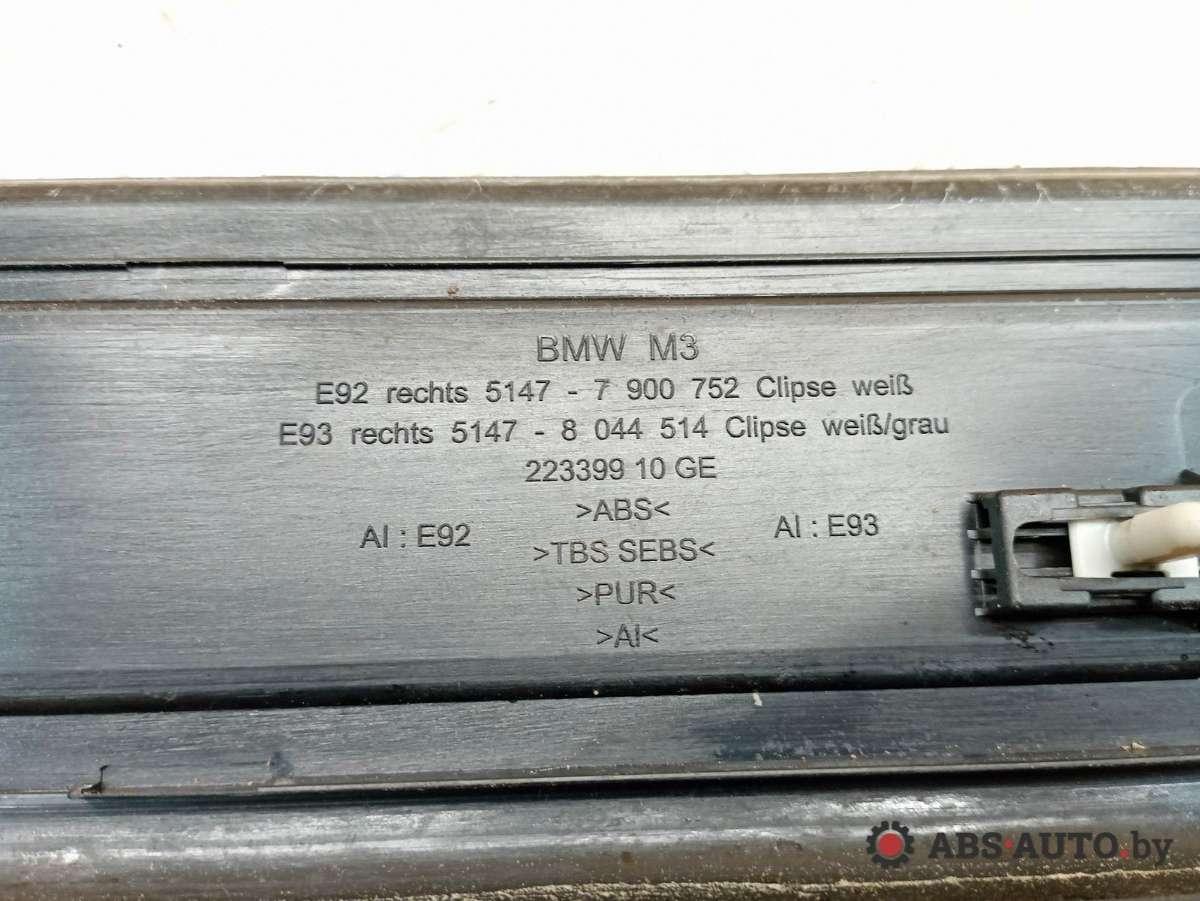 BMW M3
E92 rechts 5147 - 7 900 752 Clipse weiß
E93 rechts 5147 - 8 044 514 Clipse weiß/grau
223399 10 GE
>ABS<
AI : E92
AI : E93
>TBS SEBS<
>PUR<
>AI<
ABS-AUTO.by